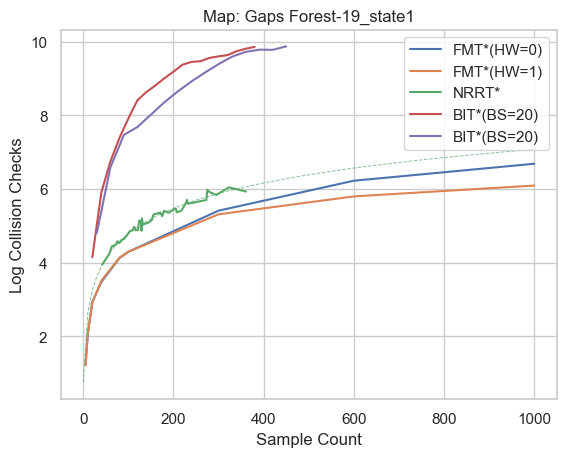 Map: Gaps Forest-19_state1
FMT*(HW=0)
FMT*(HW=1)
NRRT*
BIT*(BS=20)
BIT*(BS=20)
Log Collision Checks
10
8
6
4
2
0 200 400 600 800 1000
Sample Count